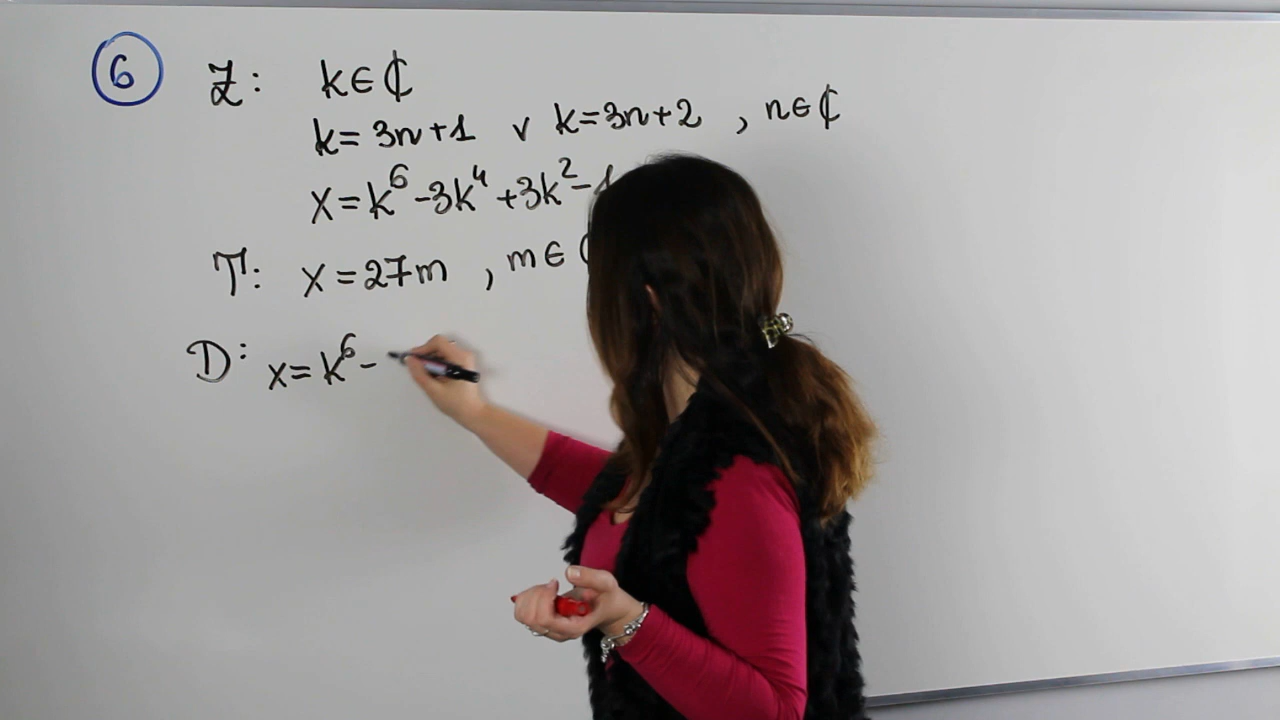 6 Z: k∈ℂ
k=3n+1 ∨ k=3n+2 , n∈ℂ
x=k⁶-3k⁴+3k²-1
T: x=27m , m∈
D: x=k⁶-